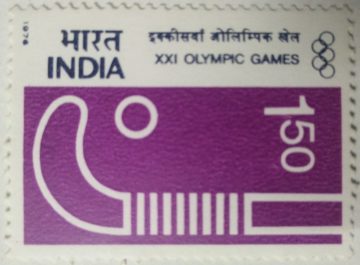 1976
भारत
INDIA
इक्कीसवाँ ओलिम्पिक खेल
XXI OLYMPIC GAMES
150